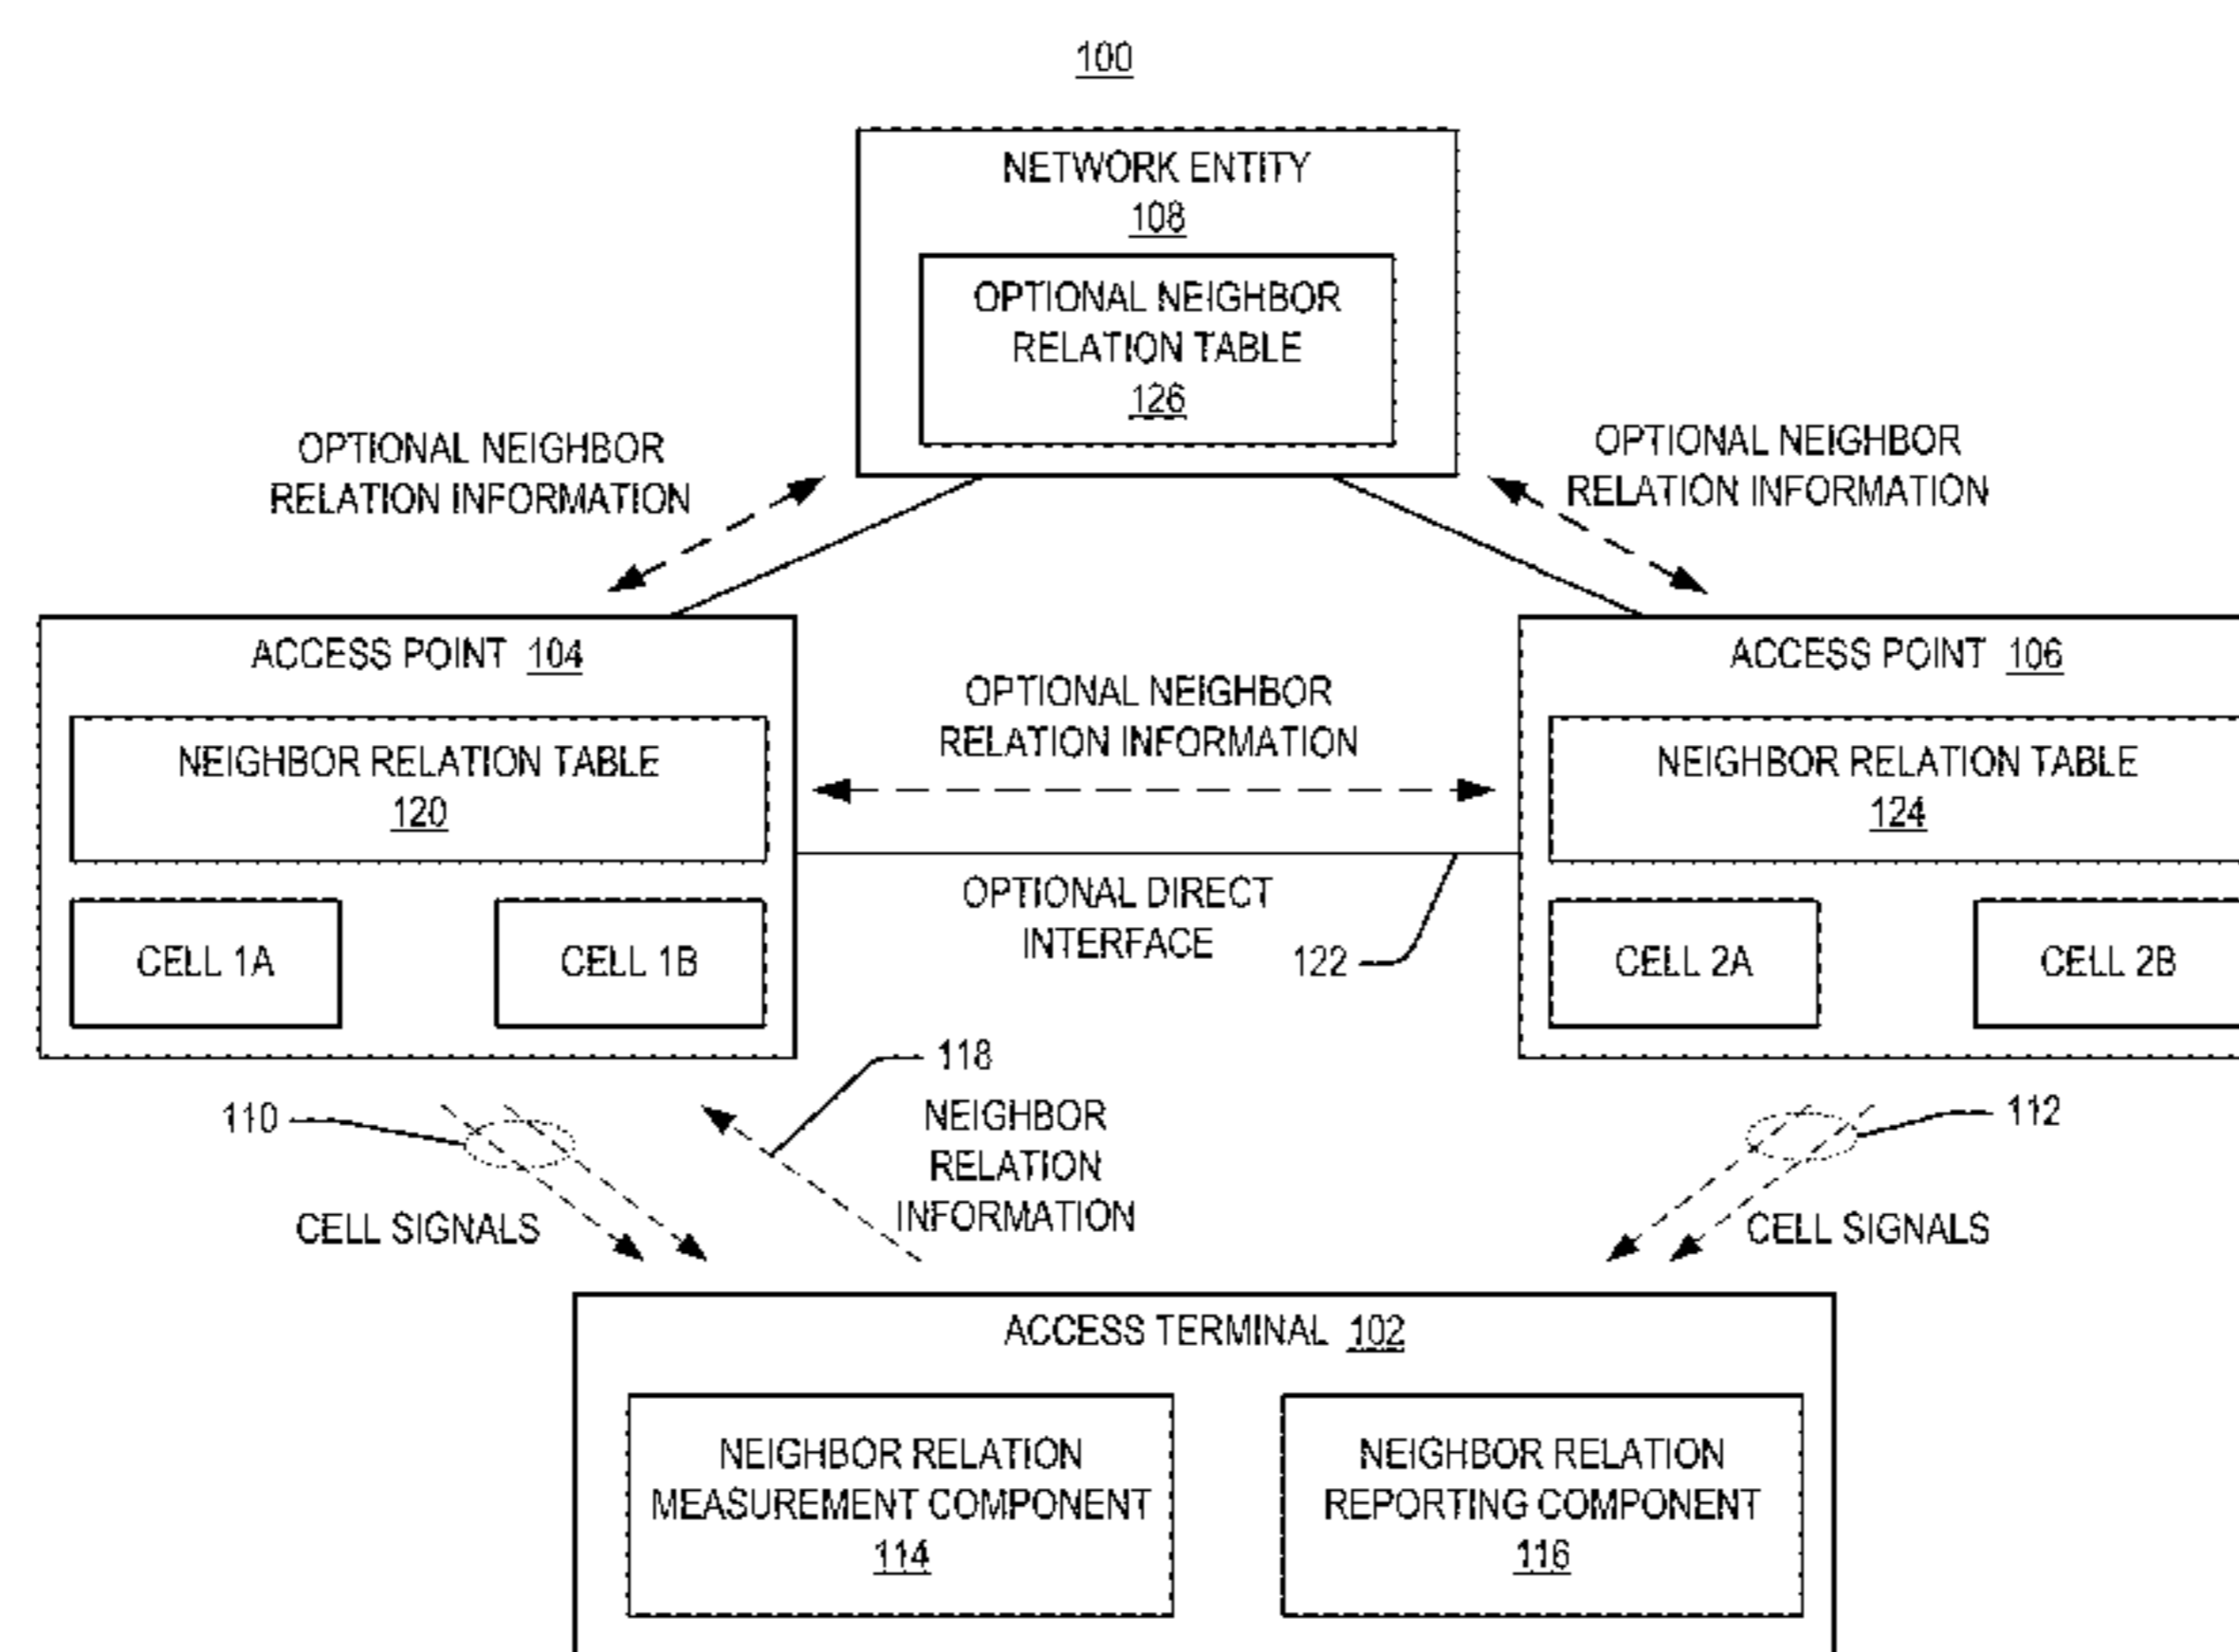 100
NETWORK ENTITY
108
OPTIONAL NEIGHBOR
RELATION TABLE
126
OPTIONAL NEIGHBOR
RELATION INFORMATION
OPTIONAL NEIGHBOR
RELATION INFORMATION
ACCESS POINT 104
NEIGHBOR RELATION TABLE
120
CELL 1A
CELL 1B
OPTIONAL NEIGHBOR
RELATION INFORMATION
OPTIONAL DIRECT
INTERFACE
122
ACCESS POINT 106
NEIGHBOR RELATION TABLE
124
CELL 2A
CELL 2B
110
CELL SIGNALS
118
NEIGHBOR
RELATION
INFORMATION
112
CELL SIGNALS
ACCESS TERMINAL 102
NEIGHBOR RELATION
MEASUREMENT COMPONENT
114
NEIGHBOR RELATION
REPORTING COMPONENT
116